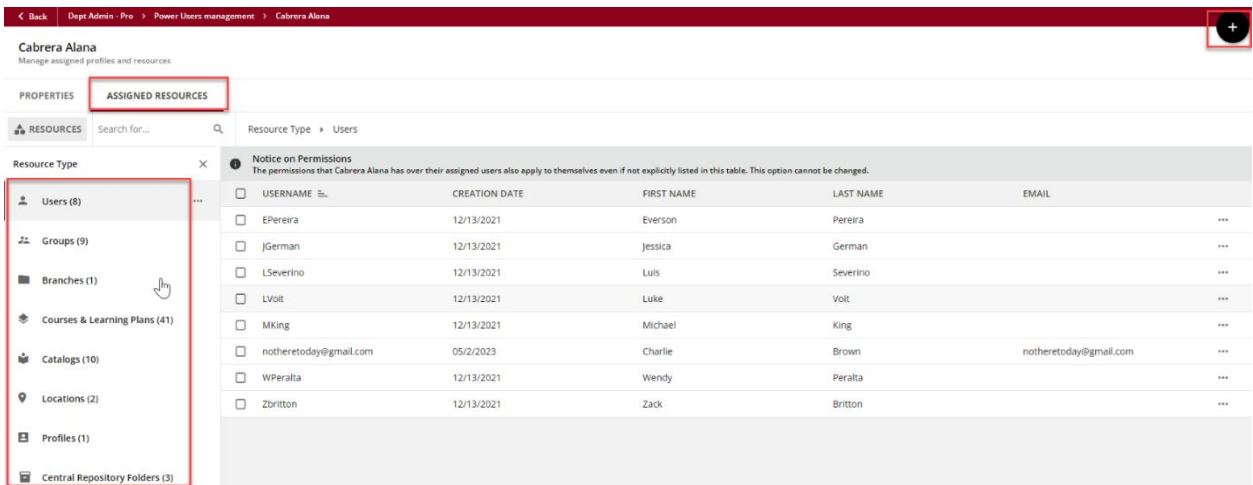 Back Dept Admin - Pro > Power Users management > Cabrera Alana
+
Cabrera Alana
Manage assigned profiles and resources
PROPERTIES ASSIGNED RESOURCES
RESOURCES Search for... Resource Type Users
Resource Type
Notice on Permissions
The permissions that Cabrera Alana has over their assigned users also apply to themselves even if not explicitly listed in this table. This option cannot be changed.
USERNAME CREATION DATE FIRST NAME LAST NAME EMAIL
Users (8)
Groups (9)
Branches (1)
Courses & Learning Plans (41)
Catalogs (10)
Locations (2)
Profiles (1)
Central Repository Folders (3)
EPereira 12/13/2021 Everson Pereira
JGerman 12/13/2021 Jessica German
LSeverino 12/13/2021 Luis Severino
LVoit 12/13/2021 Luke Voit
MKing 12/13/2021 Michael King
notheretoday@gmail.com 05/2/2023 Charlie Brown notheretoday@gmail.com
WPeralta 12/13/2021 Wendy Peralta
Zbritton 12/13/2021 Zack Britton